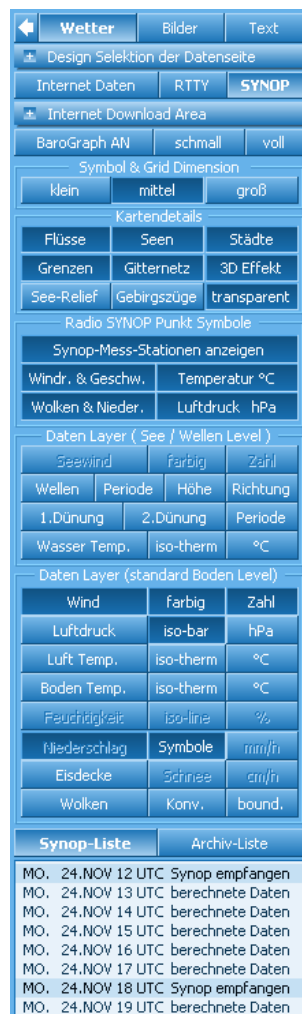 Wetter Bilder Text
Design Selektion der Datenseite
Internet Daten RTTY SYNOP
Internet Download Area
BaroGraph AN schmall voll
Symbol & Grid Dimension
klein mittel groß
Kartendetails
Flüsse Seen Städte
Grenzen Gitternetz 3D Effekt
See-Relief Gebirgszüge transparent
Radio SYNOP Punkt Symbole
Synop-Mess-Stationen anzeigen
Windr. & Geschw. Temperatur °C
Wolken & Nieder. Luftdruck hPa
Daten Layer ( See / Wellen Level )
Seewind farbig Zahl
Wellen Periode Höhe Richtung
1.Dünung 2.Dünung Periode
Wasser Temp. iso-therm °C
Daten Layer (standard Boden Level)
Wind farbig Zahl
Luftdruck iso-bar hPa
Luft Temp. iso-therm °C
Boden Temp. iso-therm °C
Feuchtigkeit iso-line %
Niederschlag Symbole mm/h
Eisdecke Schnee cm/h
Wolken Konv. bound.
Synop-Liste Archiv-Liste
MO. 24.NOV 12 UTC Synop empfangen
MO. 24.NOV 13 UTC berechnete Daten
MO. 24.NOV 14 UTC berechnete Daten
MO. 24.NOV 15 UTC berechnete Daten
MO. 24.NOV 16 UTC berechnete Daten
MO. 24.NOV 17 UTC berechnete Daten
MO. 24.NOV 18 UTC Synop empfangen
MO. 24.NOV 19 UTC berechnete Daten